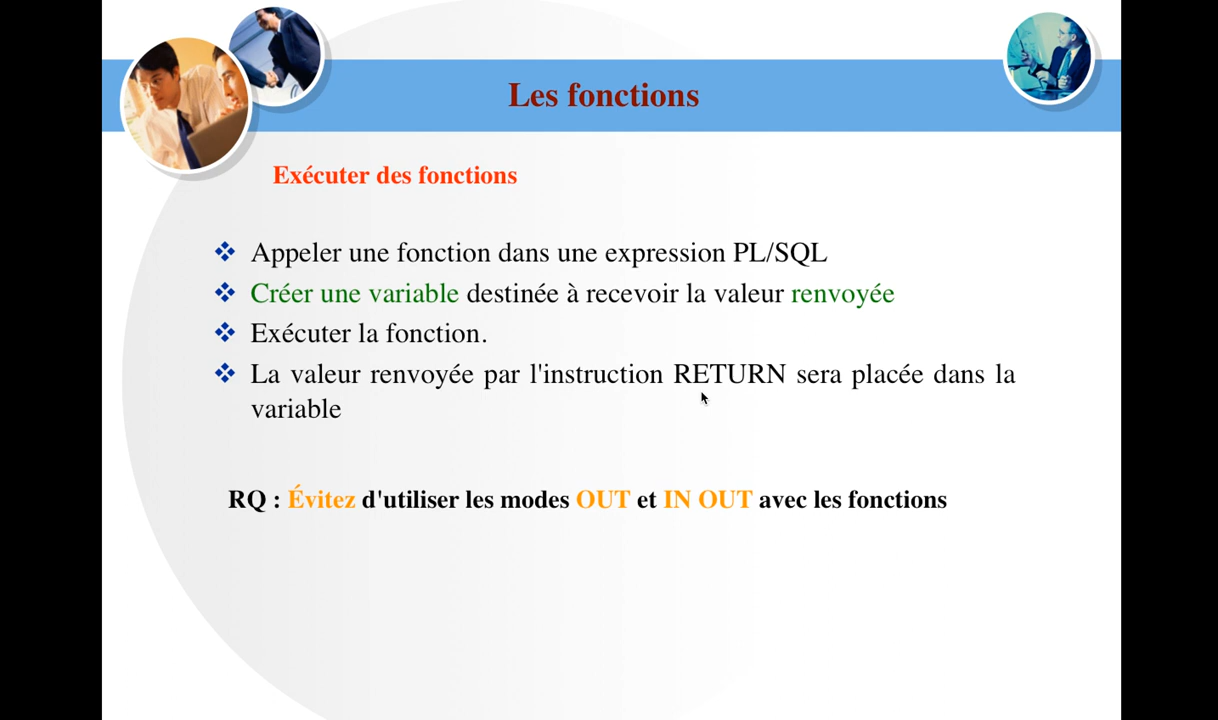 Les fonctions
Exécuter des fonctions
Appeler une fonction dans une expression PL/SQL
Créer une variable destinée à recevoir la valeur renvoyée
Exécuter la fonction.
La valeur renvoyée par l'instruction RETURN sera placée dans la
variable
RQ : Évitez d'utiliser les modes OUT et IN OUT avec les fonctions